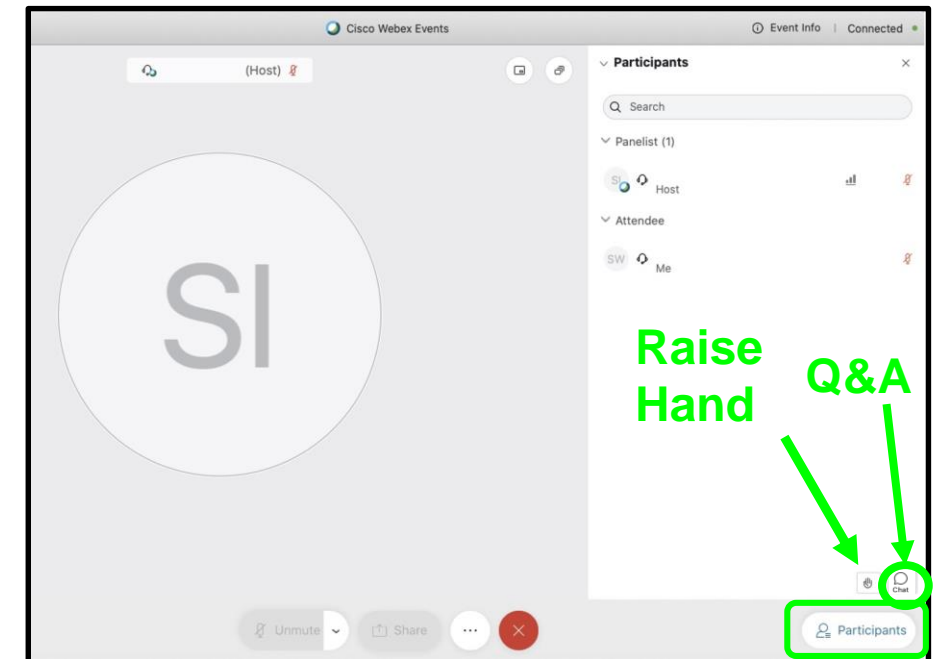 Cisco Webex Events
Event Info | Connected
(Host)
Participants
Search
Panelist (1)
SI
Host
Attendee
SW
Me
SI
Raise
Hand
Q&A
Chat
Unmute
Share
Participants